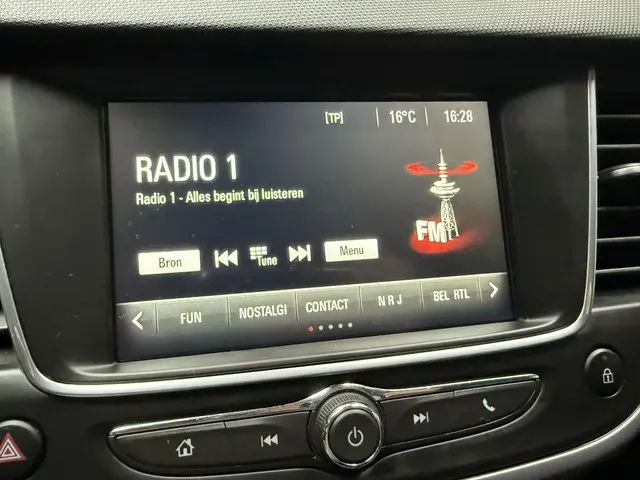 [TP] 16°C 16:28
RADIO 1
Radio 1 - Alles begint bij luisteren
FM
Bron Tune Menu
FUN NOSTALGI CONTACT NRJ BEL RTL